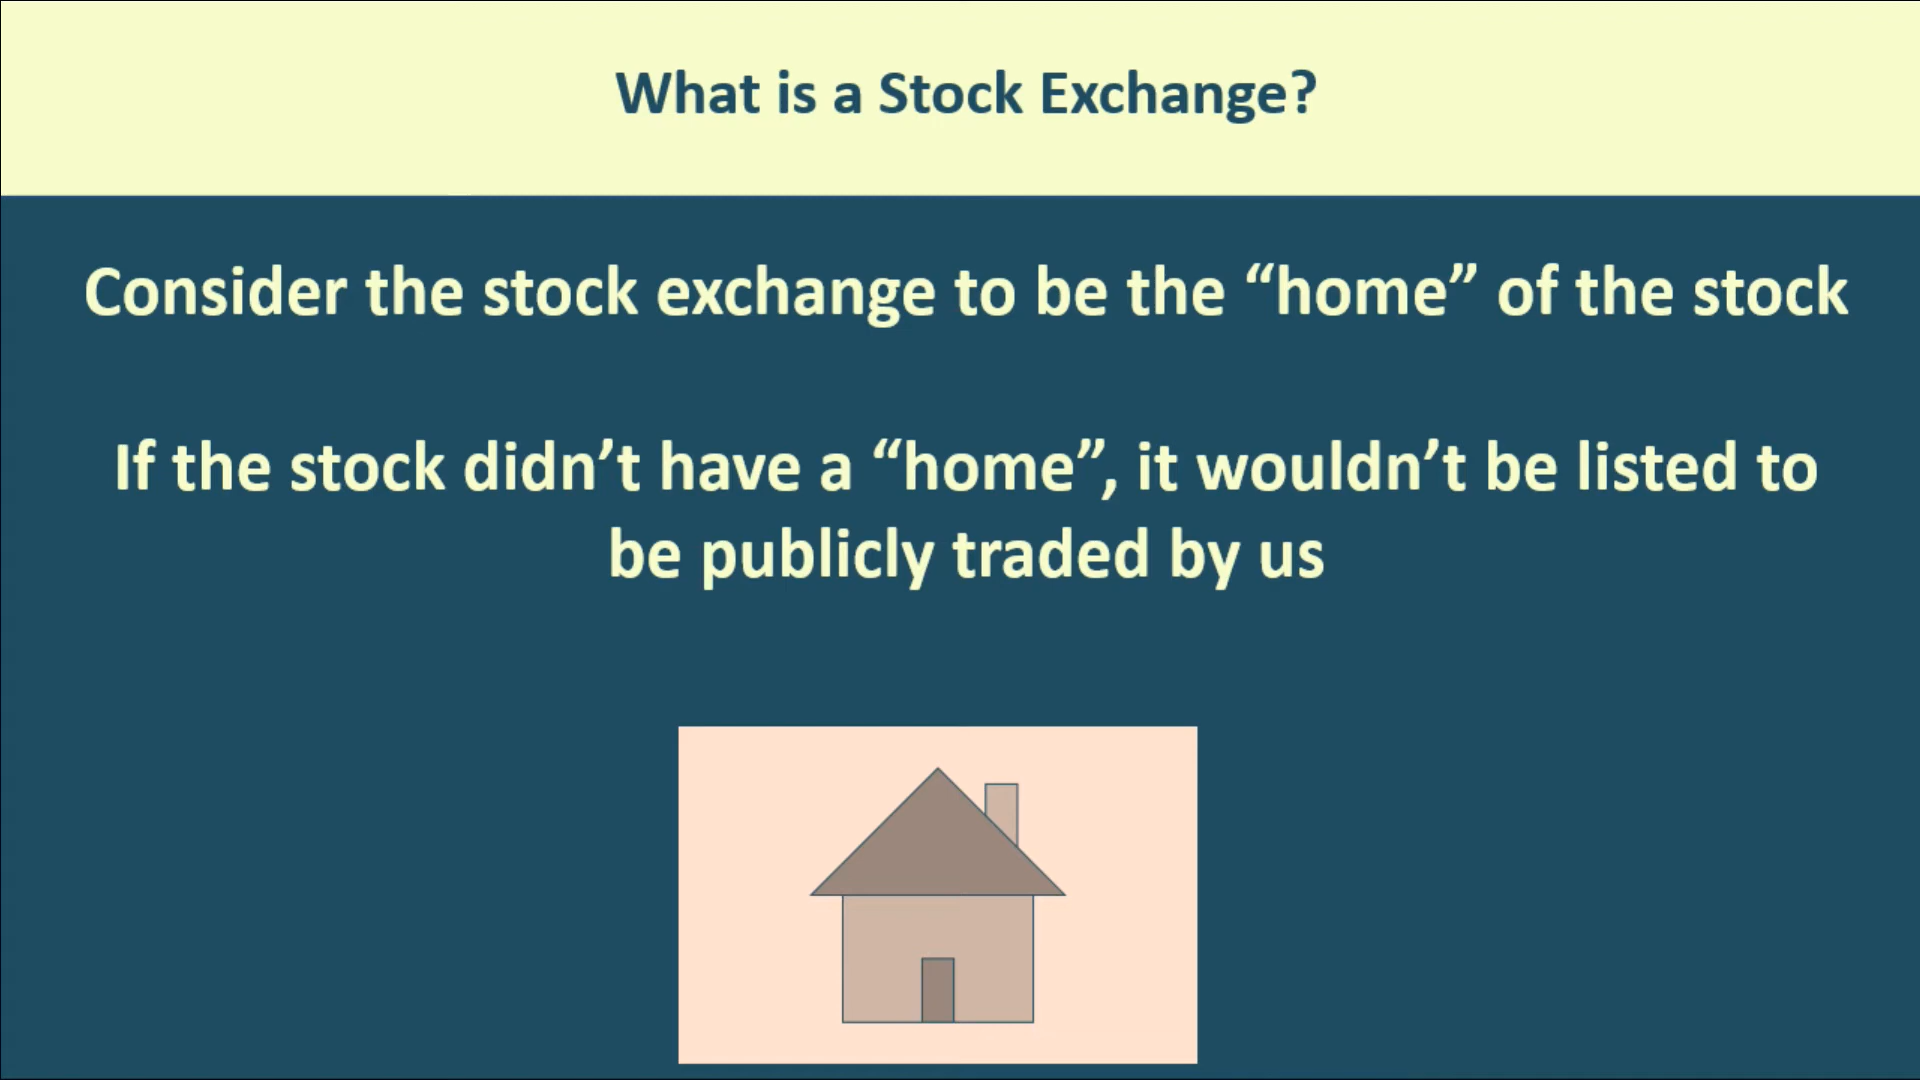 What is a Stock Exchange?
Consider the stock exchange to be the “home” of the stock
If the stock didn’t have a “home”, it wouldn’t be listed to
be publicly traded by us